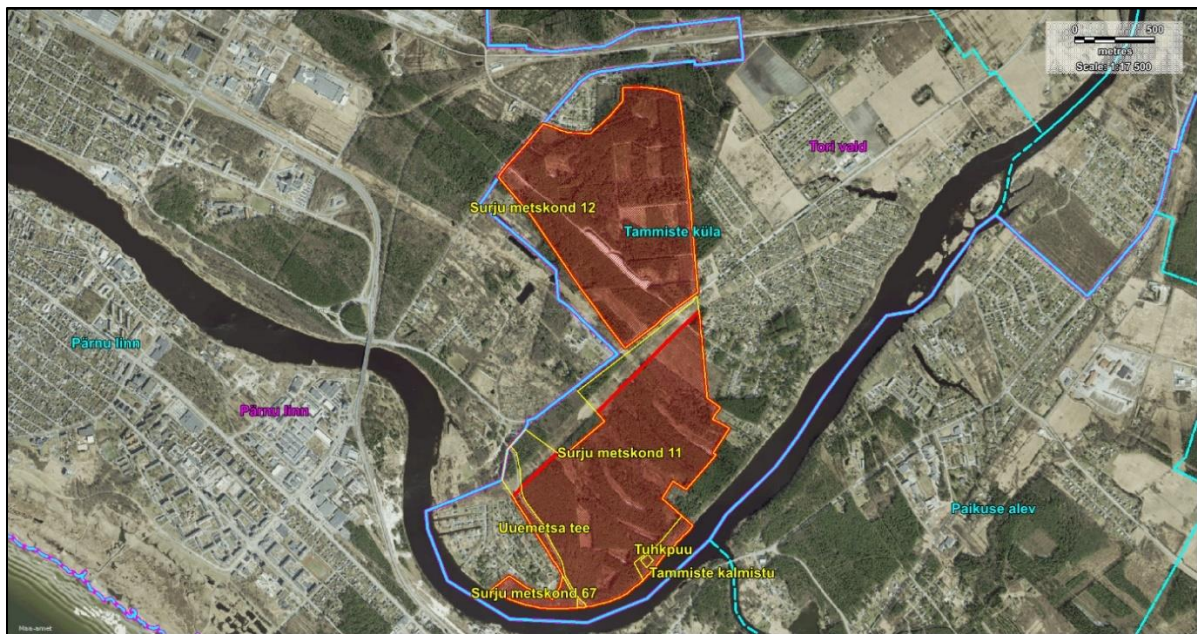 0 500
metres
Scale: 1:17 500
Tori vald
Surju metskond 12
Tammiste küla
Pärnu linn
Pärnu linn
Surju metskond 11
Paikuse alev
Uuemetsa tee
Tuhkpuu
Tammiste kalmistu
Surju metskond 67
Maa-amet